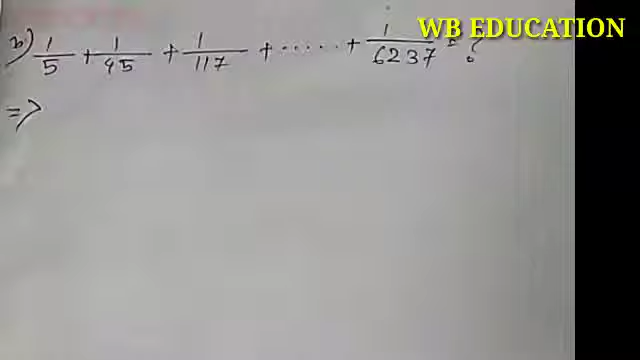 WB EDUCATION
n) 1/5 + 1/45 + 1/117 + ..... + 1/6237 = ?
=>